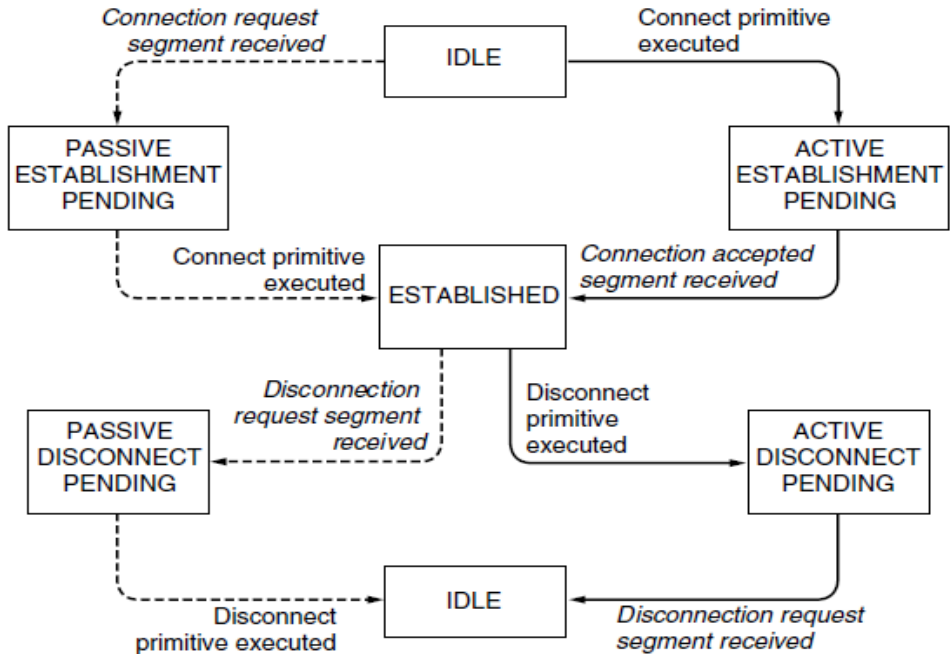 Connection request
segment received
IDLE
Connect primitive
executed
PASSIVE
ESTABLISHMENT
PENDING
ACTIVE
ESTABLISHMENT
PENDING
Connect primitive
executed
ESTABLISHED
Connection accepted
segment received
Disconnection
request segment
received
Disconnect
primitive
executed
PASSIVE
DISCONNECT
PENDING
ACTIVE
DISCONNECT
PENDING
Disconnect
primitive executed
IDLE
Disconnection request
segment received